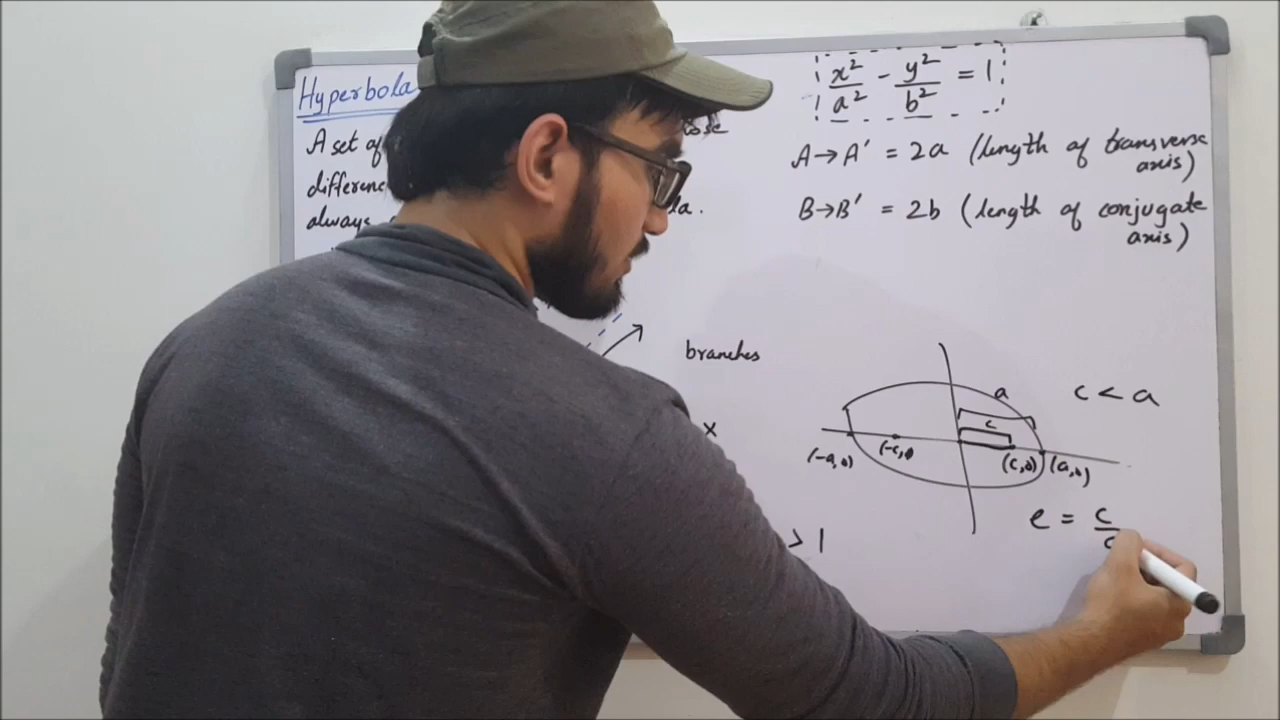 Hyperbola
A set of
difference
always
branches
x
> 1
x²/a² - y²/b² = 1
A→A' = 2a (length of transverse
axis)
B→B' = 2b (length of conjugate
axis)
a
c < a
c
(-a,0) (-c,0) (c,0) (a,0)
e = c